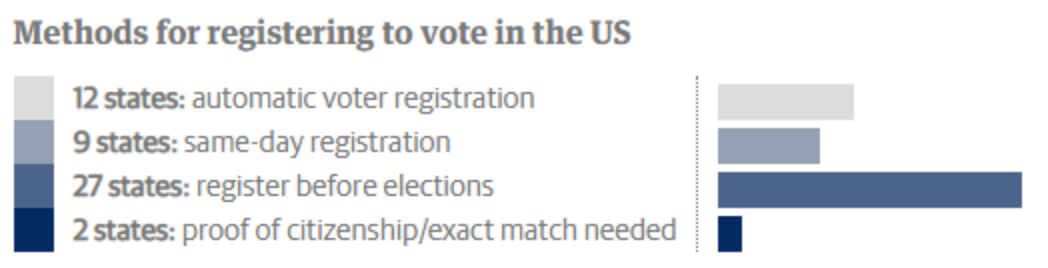 Methods for registering to vote in the US
12 states: automatic voter registration
9 states: same-day registration
27 states: register before elections
2 states: proof of citizenship/exact match needed